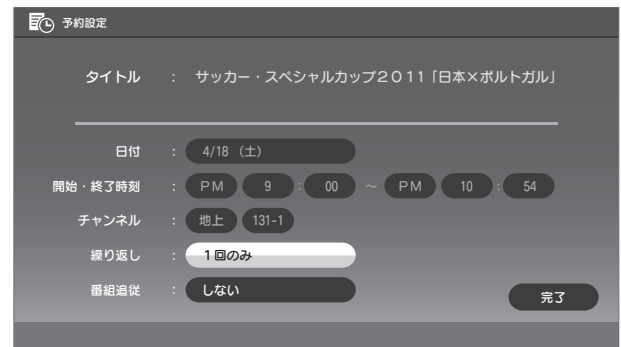 予約設定
タイトル : サッカー・スペシャルカップ2011「日本×ポルトガル」
日付 : 4/18 (土)
開始・終了時刻 : PM 9 : 00 ~ PM 10 : 54
チャンネル : 地上 131-1
繰り返し : 1回のみ
番組追従 : しない
完了